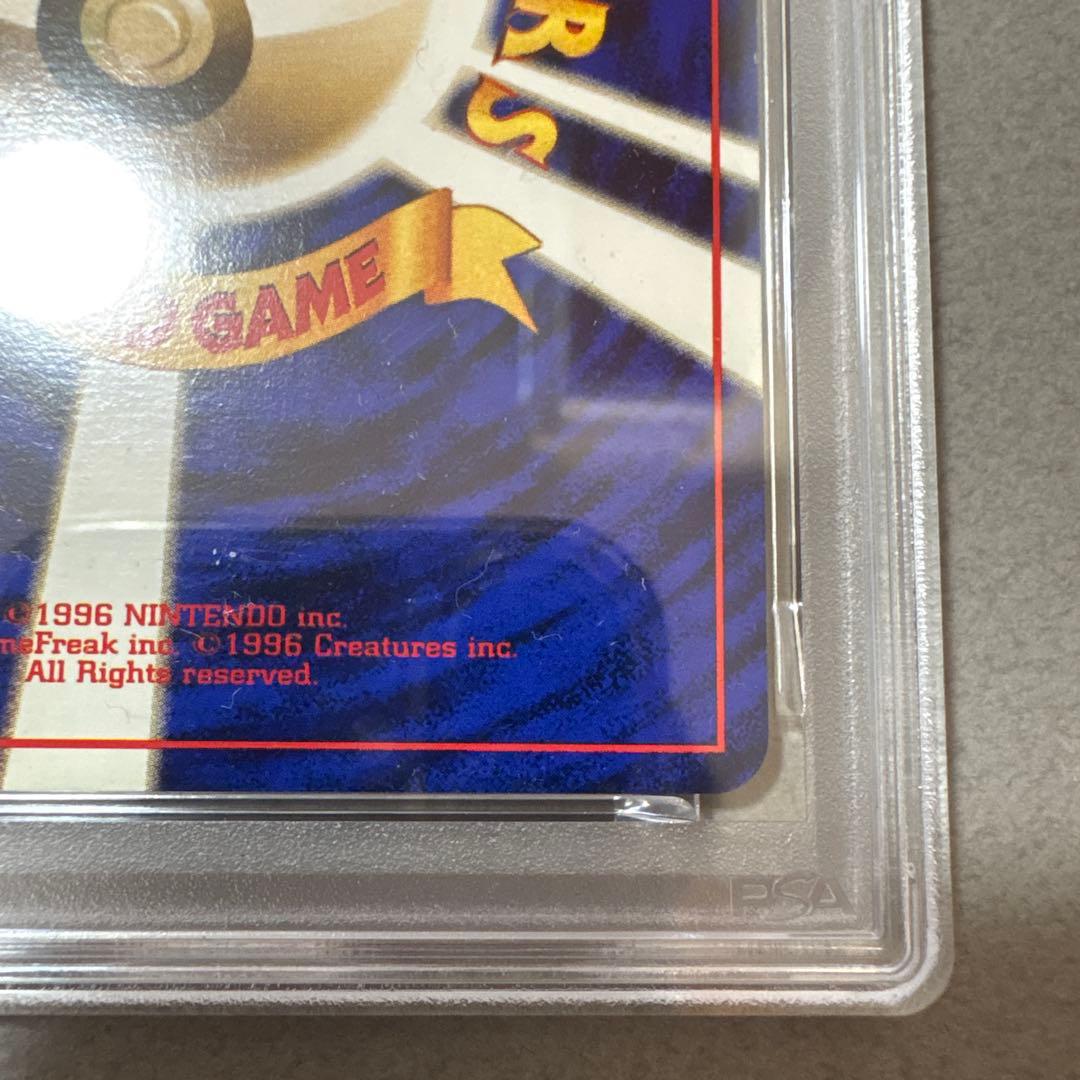 RS
GAME
©1996 NINTENDO inc.
meFreak inc. ©1996 Creatures inc.
All Rights reserved.
PSA